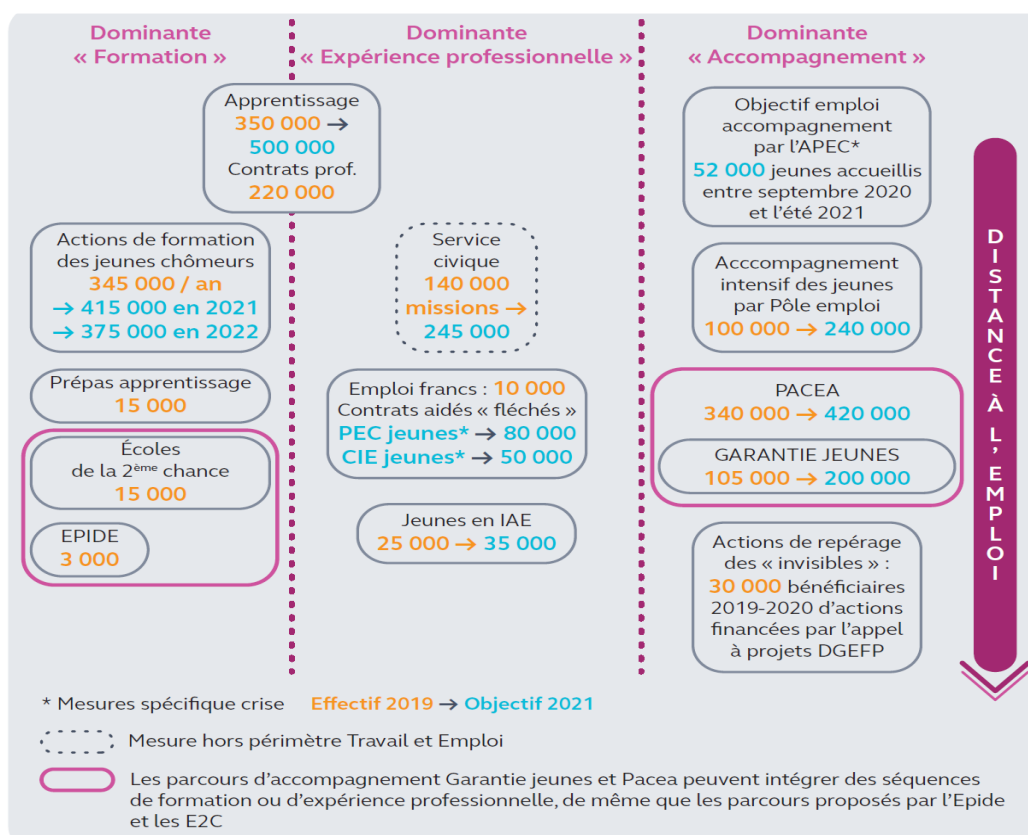 Dominante
« Formation »
Dominante
« Expérience professionnelle »
Dominante
« Accompagnement »
Apprentissage
350 000 →
500 000
Contrats prof.
220 000
Actions de formation
des jeunes chômeurs
345 000 / an
→ 415 000 en 2021
→ 375 000 en 2022
Prépas apprentissage
15 000
Écoles
de la 2ème chance
15 000
EPIDE
3 000
Service
civique
140 000
missions →
245 000
Emploi francs : 10 000
Contrats aidés « fléchés »
PEC jeunes* → 80 000
CIE jeunes* → 50 000
Jeunes en IAE
25 000 → 35 000
Objectif emploi
accompagnement
par l'APEC*
52 000 jeunes accueillis
entre septembre 2020
et l'été 2021
Acccompagnement
intensif des jeunes
par Pôle emploi
100 000 → 240 000
PACEA
340 000 → 420 000
GARANTIE JEUNES
105 000 → 200 000
Actions de repérage
des « invisibles » :
30 000 bénéficiaires
2019-2020 d'actions
financées par l'appel
à projets DGEFP
DISTANCE À L'EMPLOI
* Mesures spécifique crise Effectif 2019 → Objectif 2021
Mesure hors périmètre Travail et Emploi
Les parcours d'accompagnement Garantie jeunes et Pacea peuvent intégrer des séquences
de formation ou d'expérience professionnelle, de même que les parcours proposés par l'Epide
et les E2C